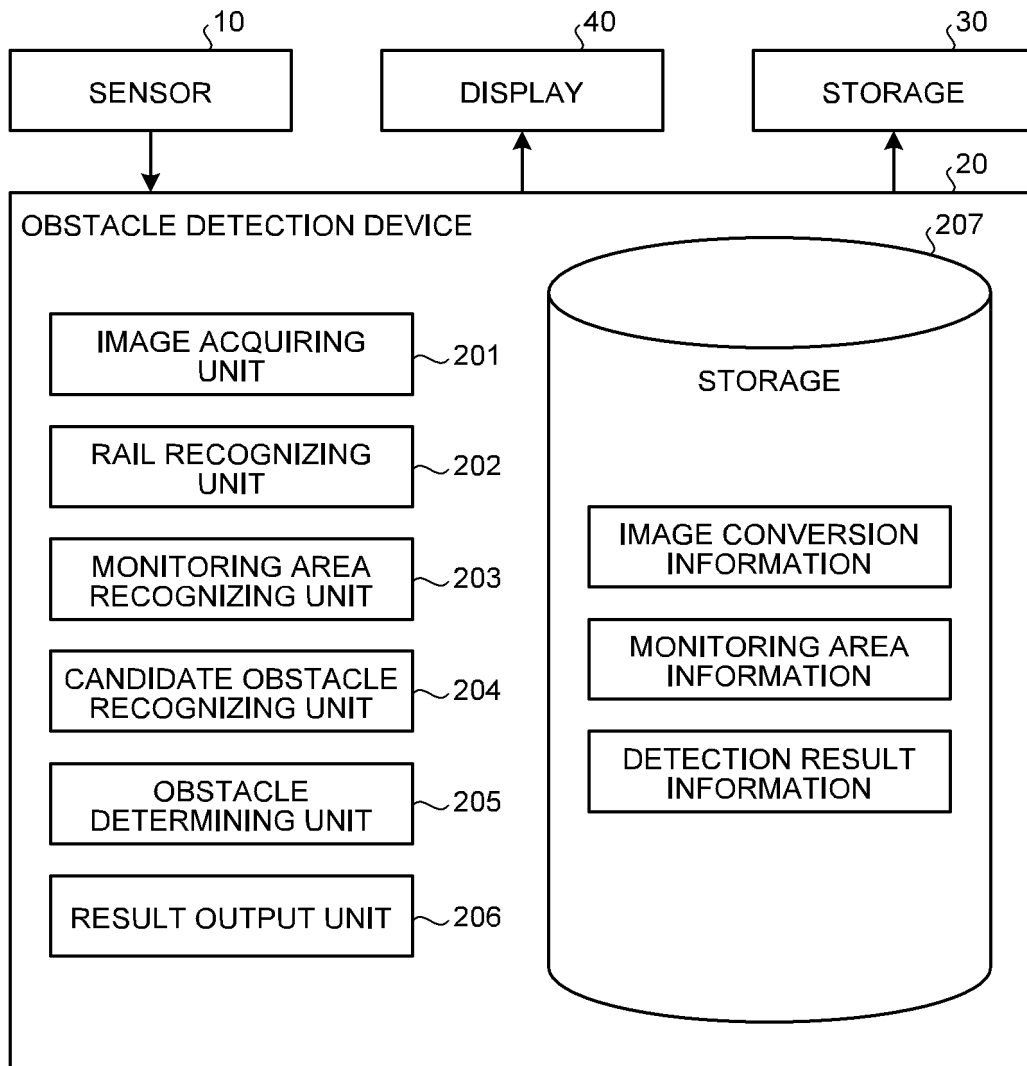 10
40
30
SENSOR
DISPLAY
STORAGE
20
OBSTACLE DETECTION DEVICE
207
IMAGE ACQUIRING
UNIT
201
RAIL RECOGNIZING
UNIT
202
MONITORING AREA
RECOGNIZING UNIT
203
CANDIDATE OBSTACLE
RECOGNIZING UNIT
204
OBSTACLE
DETERMINING UNIT
205
RESULT OUTPUT UNIT
206
STORAGE
IMAGE CONVERSION
INFORMATION
MONITORING AREA
INFORMATION
DETECTION RESULT
INFORMATION